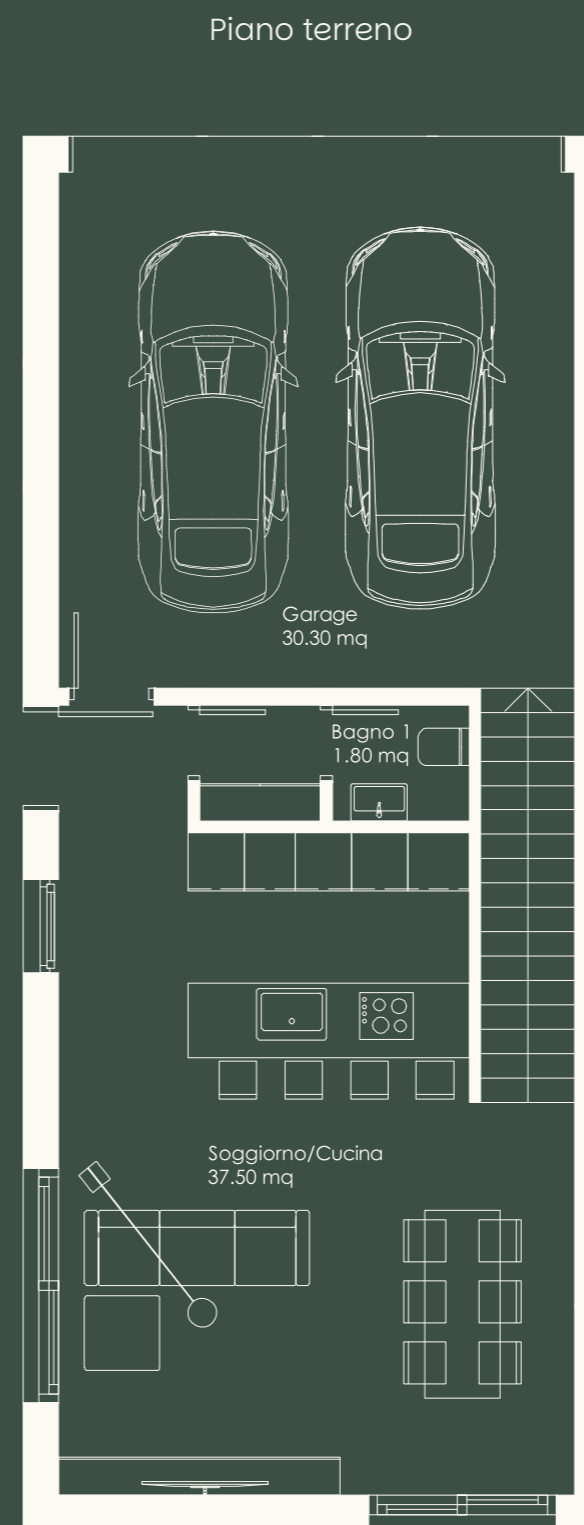 Piano terreno
Garage
30.30 mq
Bagno 1
1.80 mq
Soggiorno/Cucina
37.50 mq